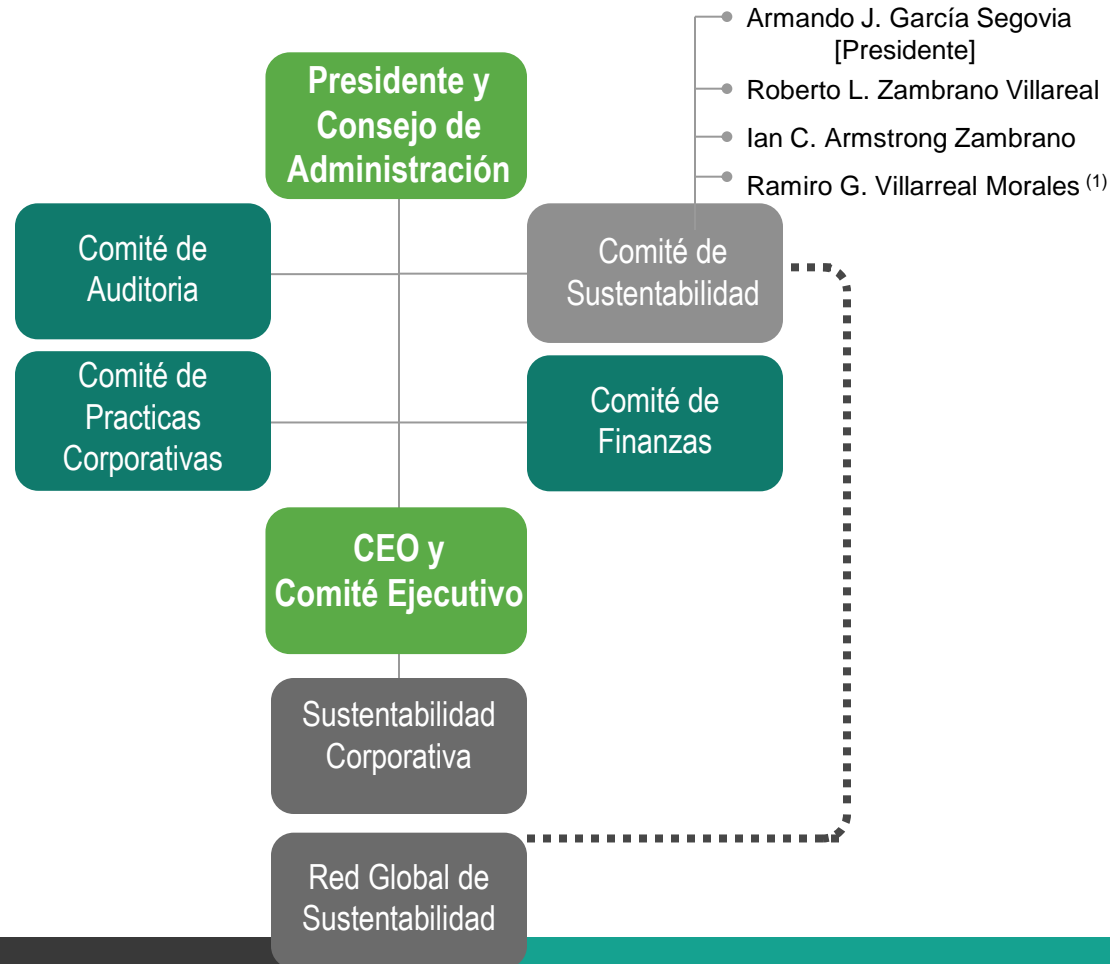 Armando J. García Segovia
[Presidente]
Roberto L. Zambrano Villareal
Ian C. Armstrong Zambrano
Ramiro G. Villarreal Morales (1)
Presidente y
Consejo de
Administración
Comité de
Auditoria
Comité de
Sustentabilidad
Comité de
Practicas
Corporativas
Comité de
Finanzas
CEO y
Comité Ejecutivo
Sustentabilidad
Corporativa
Red Global de
Sustentabilidad